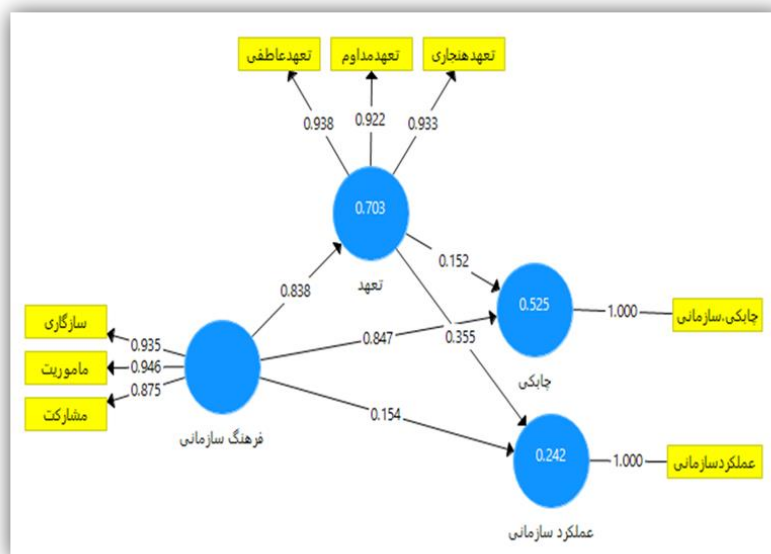 تعهدعاطفی
تعهدمداوم
تعهدهنجاری
0.938
0.922
0.933
0.703
تعهد
0.838
0.152
0.525
چابکی
1.000
چابکی،سازمانی
سازگاری
ماموریت
مشارکت
0.935
0.946
0.875
فرهنگ سازمانی
0.847
0.355
0.154
0.242
عملکرد سازمانی
1.000
عملکردسازمانی